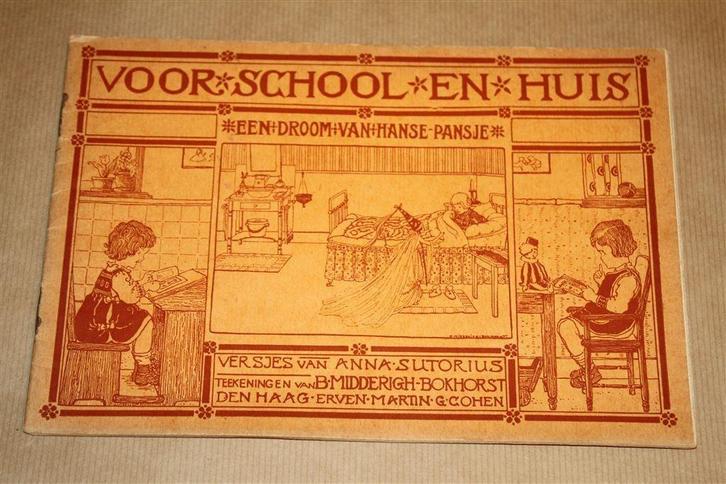 VOOR SCHOOL EN HUIS
EEN DROOM VAN HANSE-PANSJE
VERSJES VAN ANNA SUTORIUS
TEEKENINGEN VAN B. MIDDERIGH-BOKHORST
DEN HAAG · ERVEN · MARTIN · G. COHEN